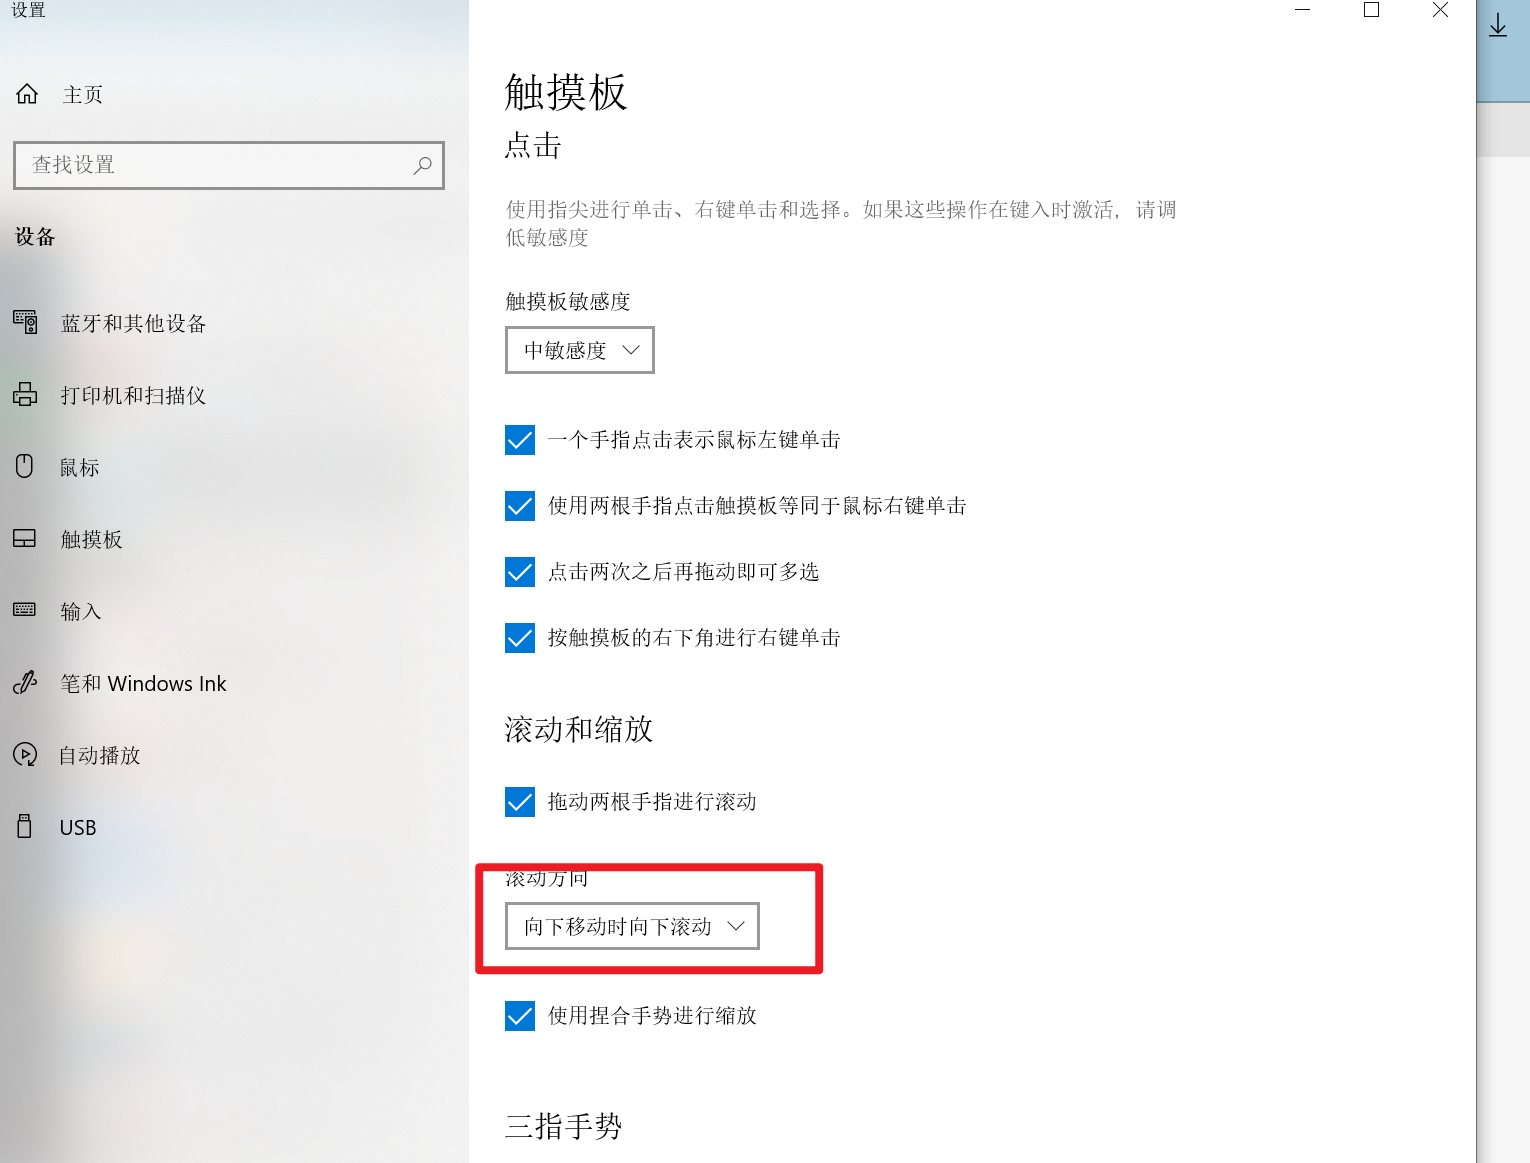 设置
主页
查找设置
设备
蓝牙和其他设备
打印机和扫描仪
鼠标
触摸板
输入
笔和 Windows Ink
自动播放
USB
触摸板
点击
使用指尖进行单击、右键单击和选择。如果这些操作在键入时激活，请调
低敏感度
触摸板敏感度
中敏感度
一个手指点击表示鼠标左键单击
使用两根手指点击触摸板等同于鼠标右键单击
点击两次之后再拖动即可多选
按触摸板的右下角进行右键单击
滚动和缩放
拖动两根手指进行滚动
滚动方向
向下移动时向下滚动
使用捏合手势进行缩放
三指手势